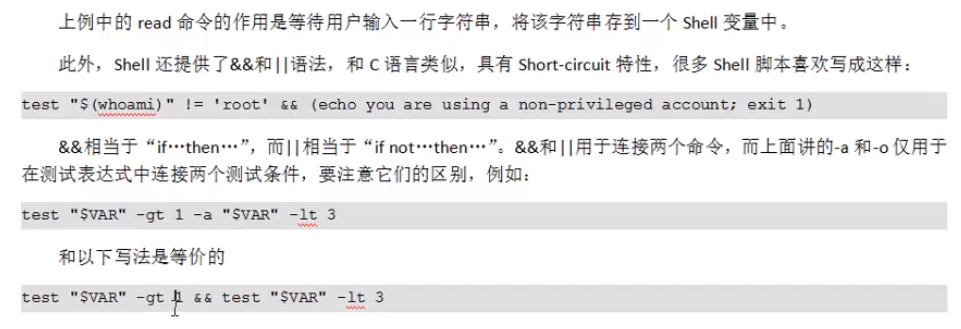 上例中的 read 命令的作用是等待用户输入一行字符串，将该字符串存到一个 Shell 变量中。
此外，Shell 还提供了&&和||语法，和 C 语言类似，具有 Short-circuit 特性，很多 Shell 脚本喜欢写成这样：
test "$(whoami)" != 'root' && (echo you are using a non-privileged account; exit 1)
&&相当于“if…then…”，而||相当于“if not…then…”。&&和||用于连接两个命令，而上面讲的-a 和-o 仅用于
在测试表达式中连接两个测试条件，要注意它们的区别，例如：
test "$VAR" -gt 1 -a "$VAR" -lt 3
和以下写法是等价的
test "$VAR" -gt 1 && test "$VAR" -lt 3